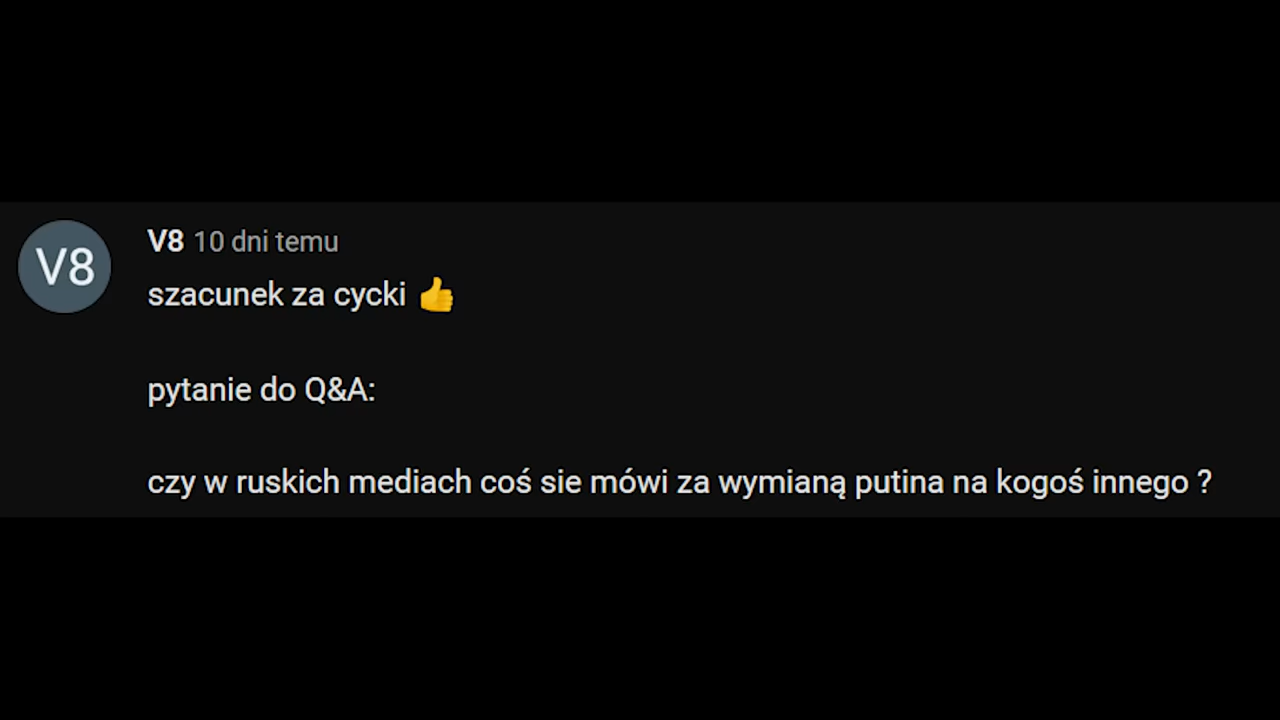 V8
V8 10 dni temu
szacunek za cycki 👍
pytanie do Q&A:
czy w ruskich mediach coś sie mówi za wymianą putina na kogoś innego ?